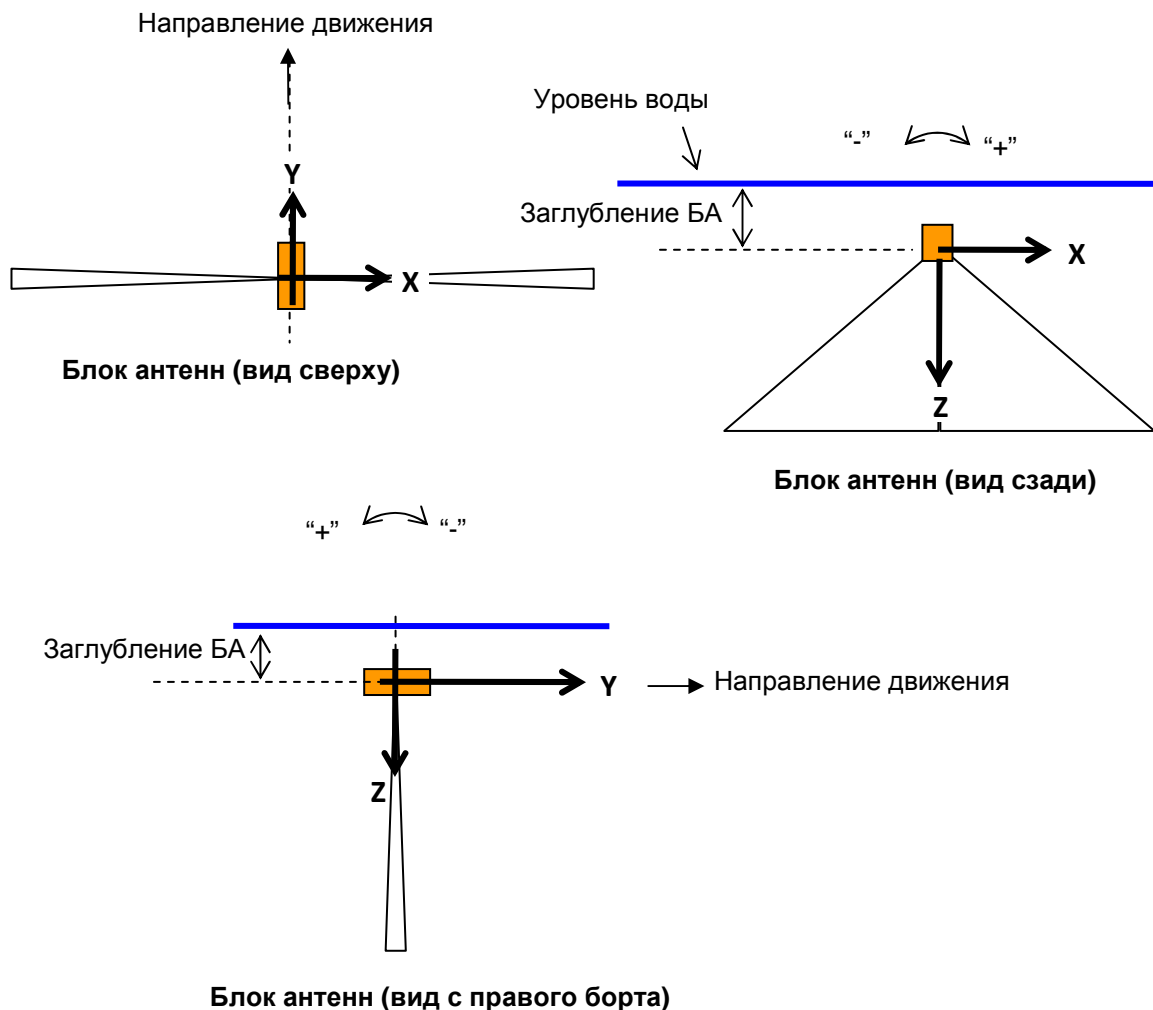 Направление движения
Y
X
Блок антенн (вид сверху)
Уровень воды
“-”
“+”
Заглубление БА
X
Z
Блок антенн (вид сзади)
“+”
“-”
Заглубление БА
Y
Направление движения
Z
Блок антенн (вид с правого борта)